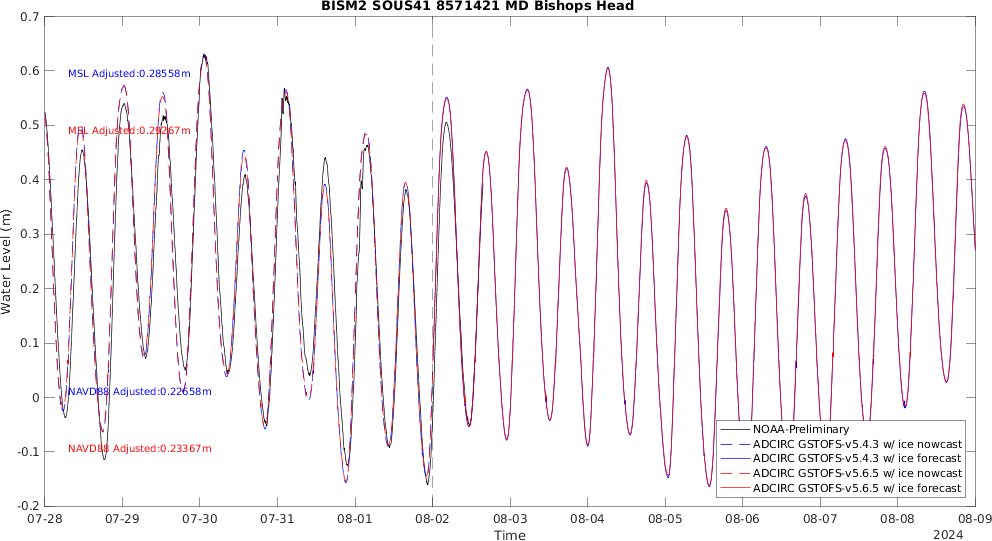 BISM2 SOUS41 8571421 MD Bishops Head
0.7
0.6
0.5
0.4
0.3
0.2
0.1
0
-0.1
-0.2
Water Level (m)
MSL Adjusted:0.28558m
MSL Adjusted:0.29267m
NAVD88 Adjusted:0.22658m
NAVD88 Adjusted:0.23367m
NOAA-Preliminary
ADCIRC GSTOFS-v5.4.3 w/ ice nowcast
ADCIRC GSTOFS-v5.4.3 w/ ice forecast
ADCIRC GSTOFS-v5.6.5 w/ ice nowcast
ADCIRC GSTOFS-v5.6.5 w/ ice forecast
07-28 07-29 07-30 07-31 08-01 08-02 08-03 08-04 08-05 08-06 08-07 08-08 08-09
Time
2024